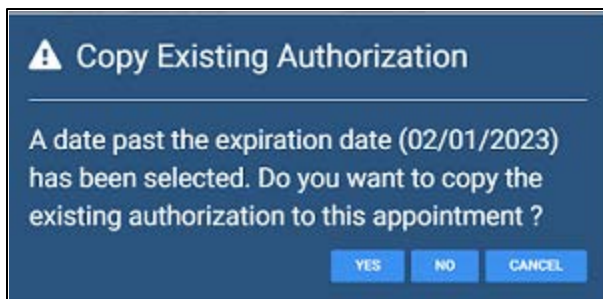 Copy Existing Authorization
A date past the expiration date (02/01/2023)
has been selected. Do you want to copy the
existing authorization to this appointment ?
YES NO CANCEL